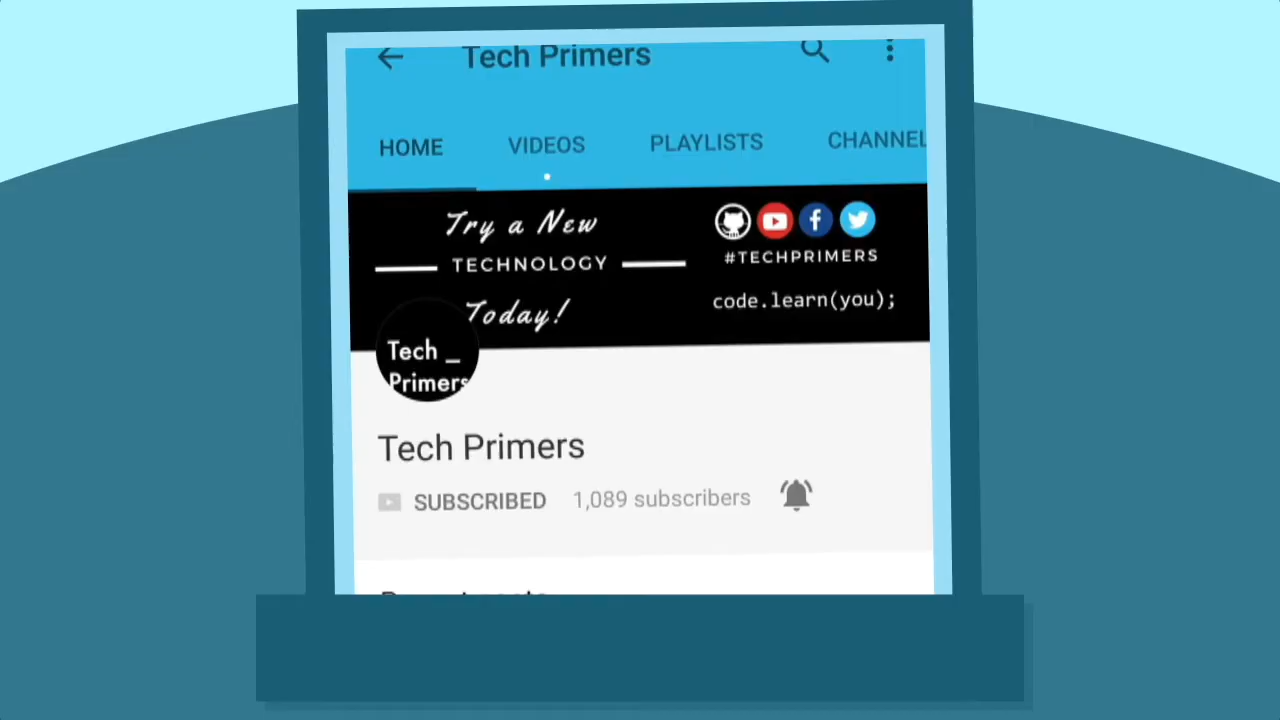 Tech Primers
HOME VIDEOS PLAYLISTS CHANNEL
Try a New
TECHNOLOGY
Today!
#TECHPRIMERS
code.learn(you);
Tech _
Primers
Tech Primers
SUBSCRIBED 1,089 subscribers